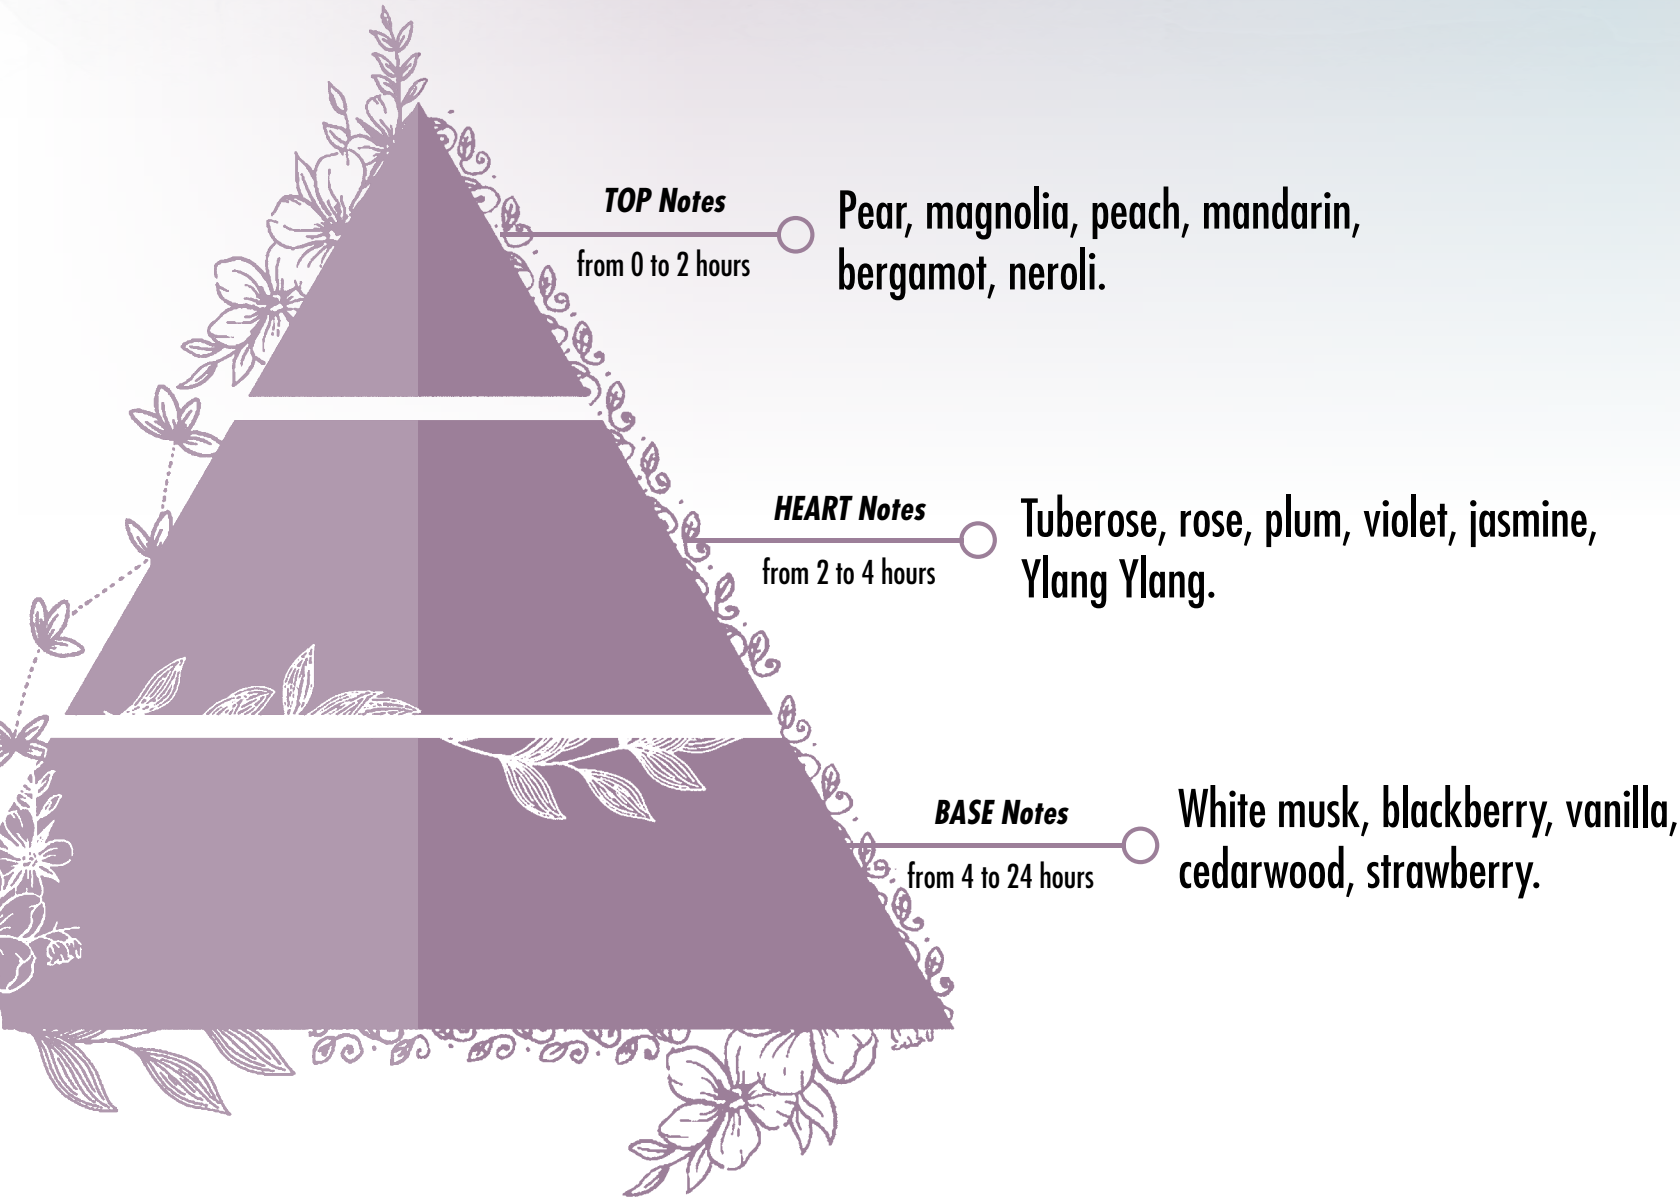 TOP Notes
from 0 to 2 hours
Pear, magnolia, peach, mandarin,
bergamot, neroli.
HEART Notes
from 2 to 4 hours
Tuberose, rose, plum, violet, jasmine,
Ylang Ylang.
BASE Notes
from 4 to 24 hours
White musk, blackberry, vanilla,
cedarwood, strawberry.